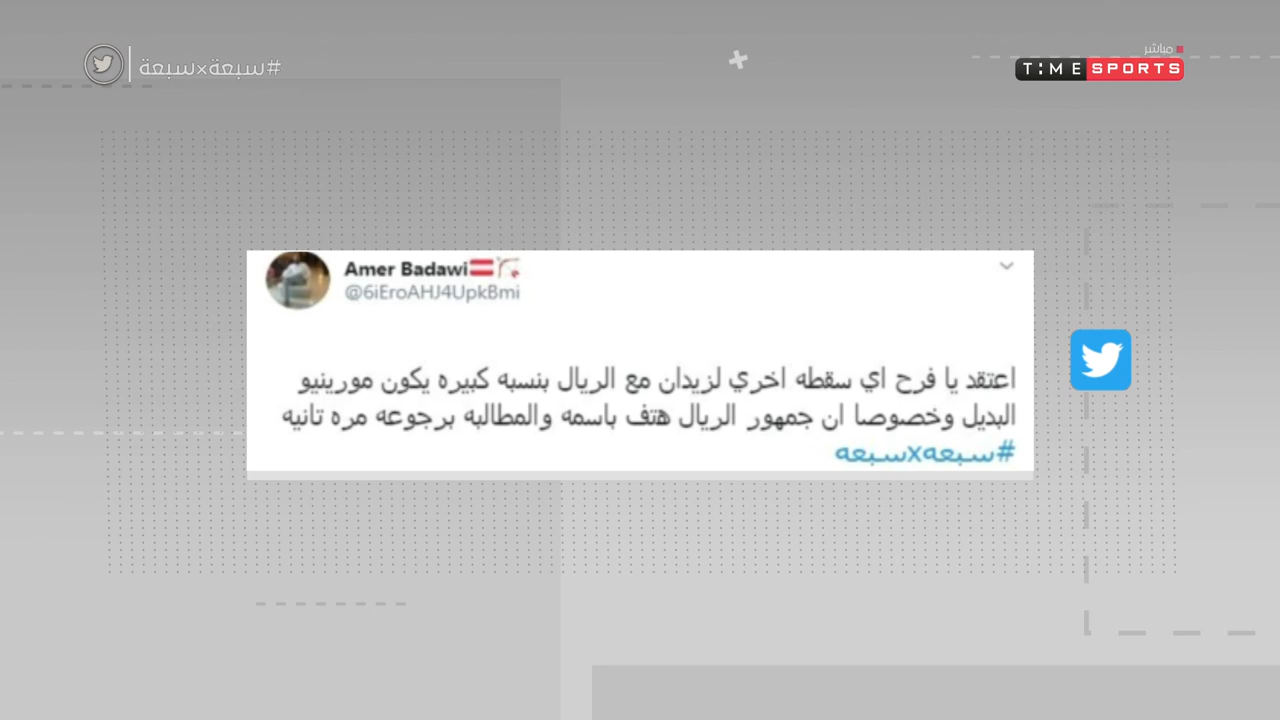 #سبعة×سبعة
مباشر
TIME SPORTS
Amer Badawi
@6iEroAHJ4UpkBmi
اعتقد يا فرح اي سقطه اخري لزيدان مع الريال بنسبه كبيره يكون مورينيو
البديل وخصوصا ان جمهور الريال هتف باسمه والمطالبه برجوعه مره تانيه
#سبعهxسبعه